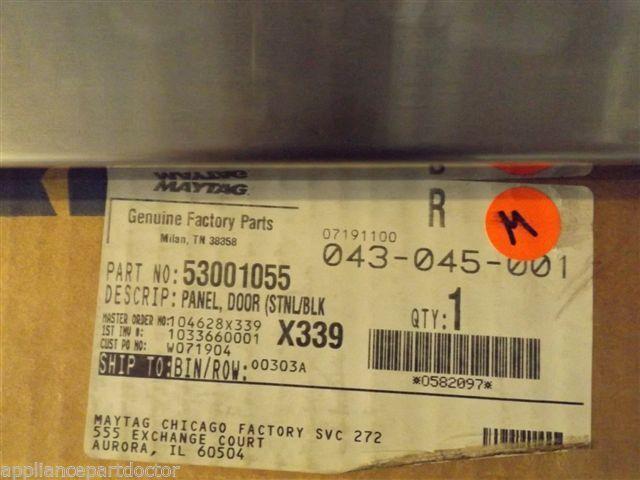 MAYTAG
MAYTAG
R
M
Genuine Factory Parts
Milan, TN 38358
07191100
043-045-001
PART NO: 53001055
DESCRIP: PANEL, DOOR (STNL/BLK
MASTER ORDER NO: 104628X339
1ST INV #: 1033660001
X339
CUST PO NO: W071904
QTY: 1
SHIP TO: BIN/ROW: 00303A
*0582097*
MAYTAG CHICAGO FACTORY SVC 272
555 EXCHANGE COURT
AURORA, IL 60504
© appliancepartdoctor